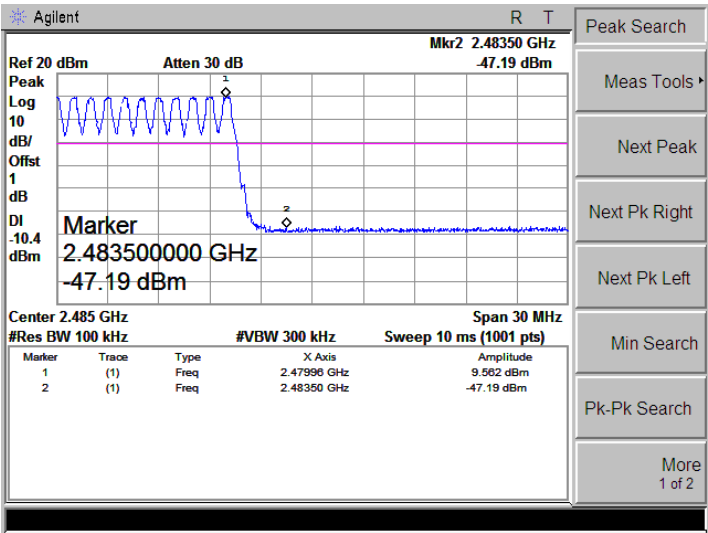 Agilent R T
Mkr2 2.48350 GHz
Ref 20 dBm Atten 30 dB -47.19 dBm
Peak
Log
10
dB/
Offst
1
dB
DI
-10.4
dBm
1
2
Marker
2.483500000 GHz
-47.19 dBm
Center 2.485 GHz Span 30 MHz
#Res BW 100 kHz #VBW 300 kHz Sweep 10 ms (1001 pts)
Marker Trace Type X Axis Amplitude
1 (1) Freq 2.47996 GHz 9.562 dBm
2 (1) Freq 2.48350 GHz -47.19 dBm
Peak Search
Meas Tools
Next Peak
Next Pk Right
Next Pk Left
Min Search
Pk-Pk Search
More
1 of 2